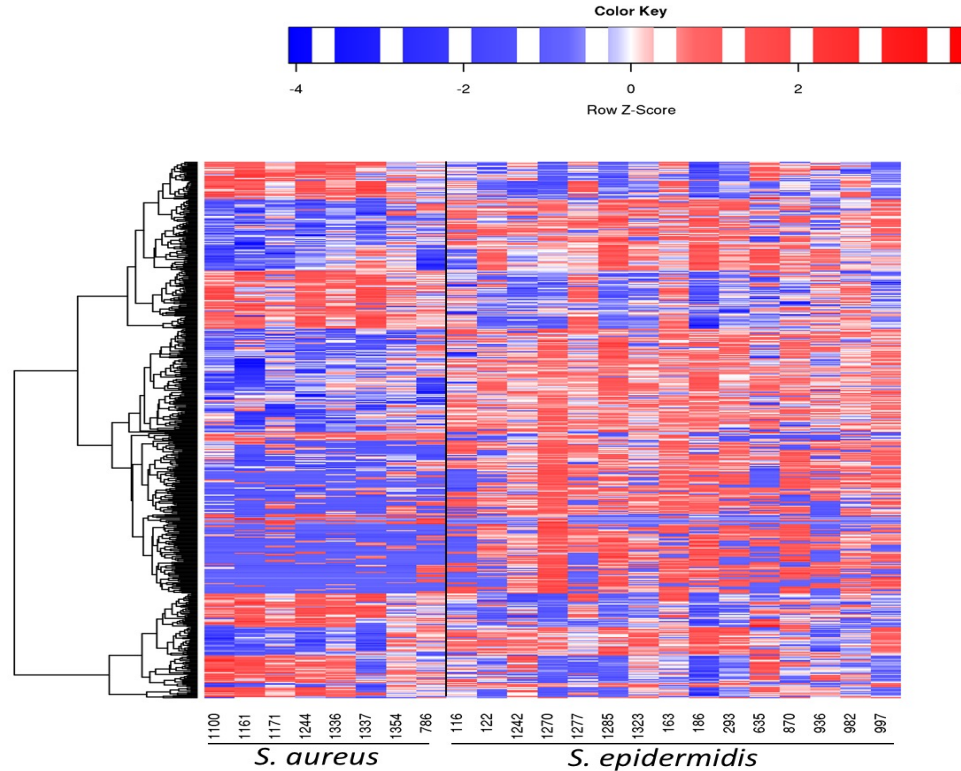 Color Key
-4 -2 0 2
Row Z-Score
1100 1161 1171 1244 1336 1337 1354 786 116 122 1242 1270 1277 1285 1323 163 186 293 635 870 936 982 997
S. aureus S. epidermidis